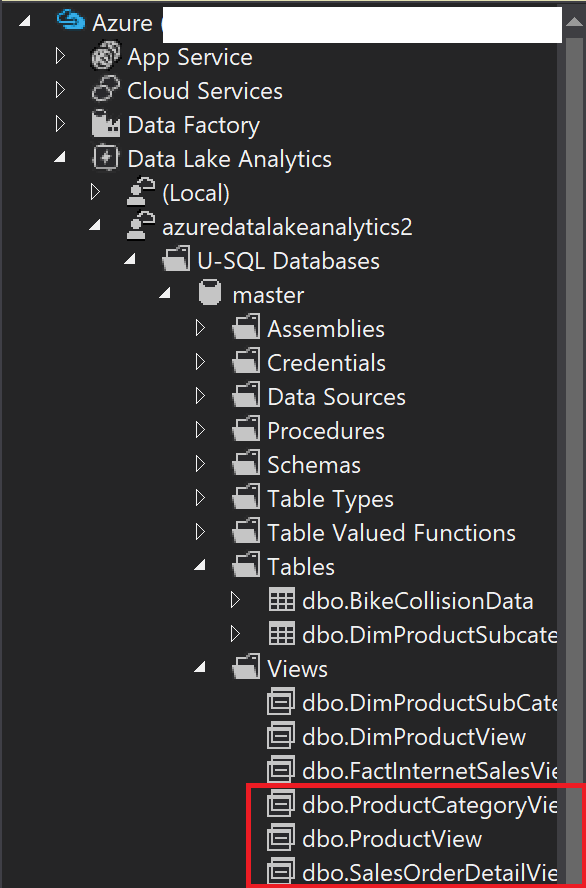 Azure (
App Service
Cloud Services
Data Factory
Data Lake Analytics
(Local)
azuredatalakeanalytics2
U-SQL Databases
master
Assemblies
Credentials
Data Sources
Procedures
Schemas
Table Types
Table Valued Functions
Tables
dbo.BikeCollisionData
dbo.DimProductSubcate
Views
dbo.DimProductSubCate
dbo.DimProductView
dbo.FactInternetSalesVie
dbo.ProductCategoryVie
dbo.ProductView
dbo.SalesOrderDetailVie